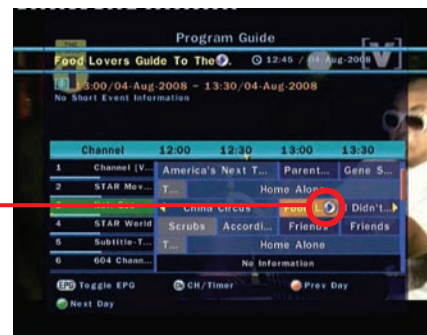 Program Guide
Food Lovers Guide To The . 12:45 / 04-Aug-2008 [V]
13:00/04-Aug-2008 – 13:30/04-Aug-2008
No Short Event Information
Channel 12:00 12:30 13:00 13:30
1 Channel [V... America's Next T... Parent... Gene S...
2 STAR Mov... T... Home Alone
China Circus Food L. Didn't..
4 STAR World Scrubs Accordi... Friends Friends
5 Subtitle-T... T... Home Alone
6 604 Chann... No Information
EPG Toggle EPG OK CH/Timer Prev Day
Next Day